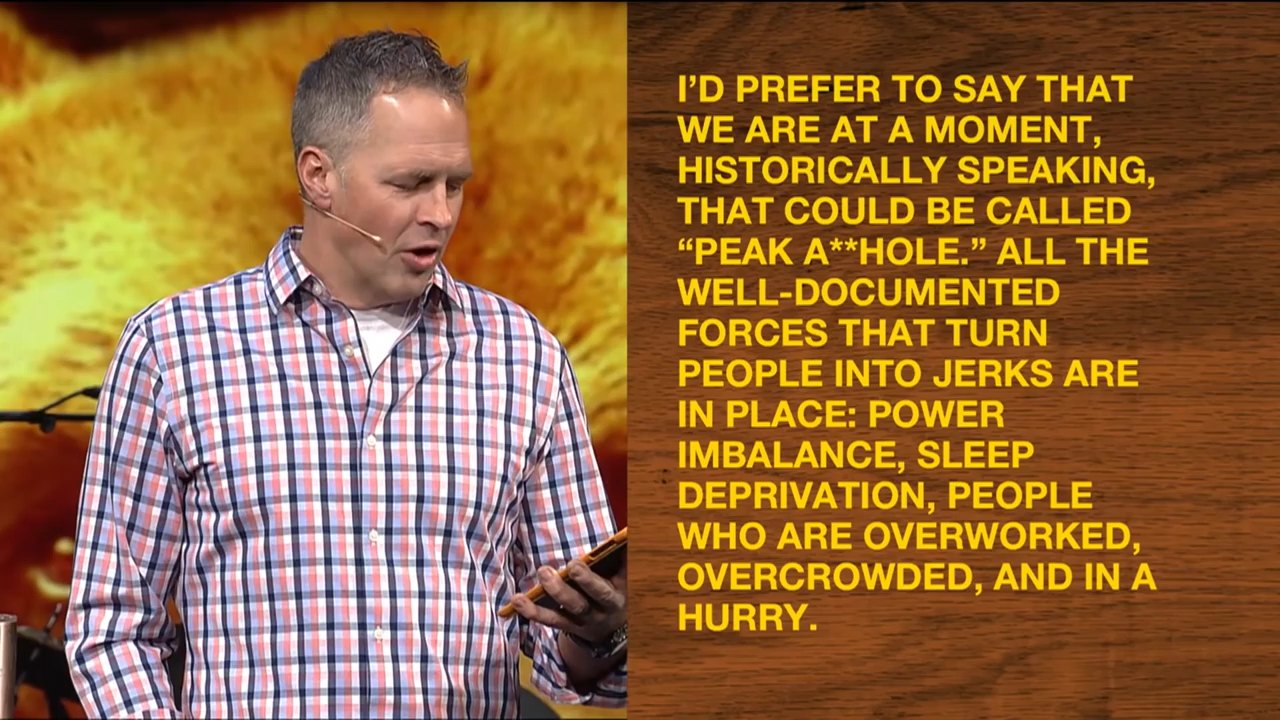 I’D PREFER TO SAY THAT
WE ARE AT A MOMENT,
HISTORICALLY SPEAKING,
THAT COULD BE CALLED
“PEAK A**HOLE.” ALL THE
WELL-DOCUMENTED
FORCES THAT TURN
PEOPLE INTO JERKS ARE
IN PLACE: POWER
IMBALANCE, SLEEP
DEPRIVATION, PEOPLE
WHO ARE OVERWORKED,
OVERCROWDED, AND IN A
HURRY.